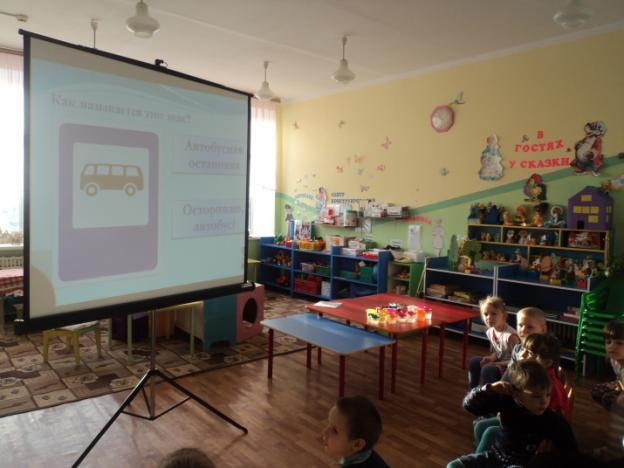 Как называется этот знак?
Автобусная
остановка
Осторожно,
автобус!
В
ГОСТЯХ
У СКАЗКИ